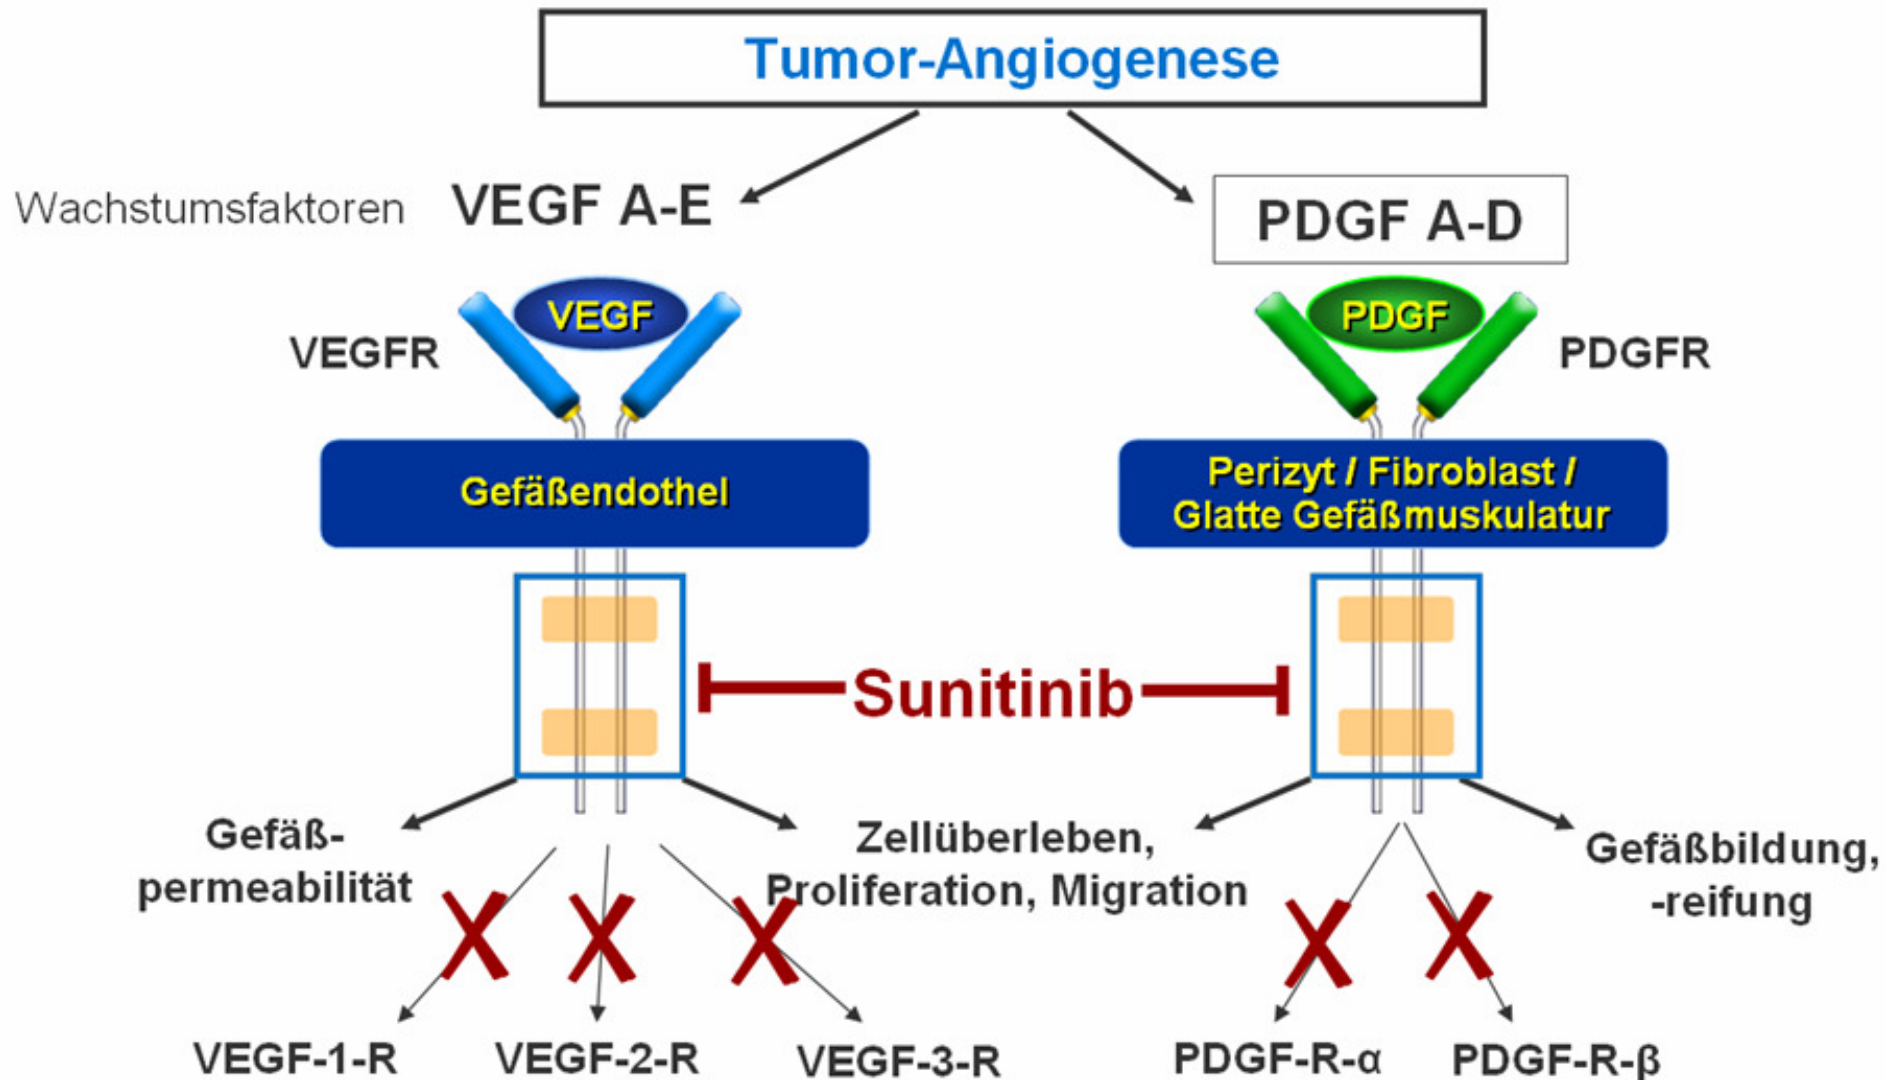 Tumor-Angiogenese
Wachstumsfaktoren
VEGF A-E
PDGF A-D
VEGF
PDGF
VEGFR
PDGFR
Gefäßendothel
Perizyt / Fibroblast /
Glatte Gefäßmuskulatur
Sunitinib
Gefäß-
permeabilität
Zellüberleben,
Proliferation, Migration
Gefäßbildung,
-reifung
VEGF-1-R
VEGF-2-R
VEGF-3-R
PDGF-R-α
PDGF-R-β